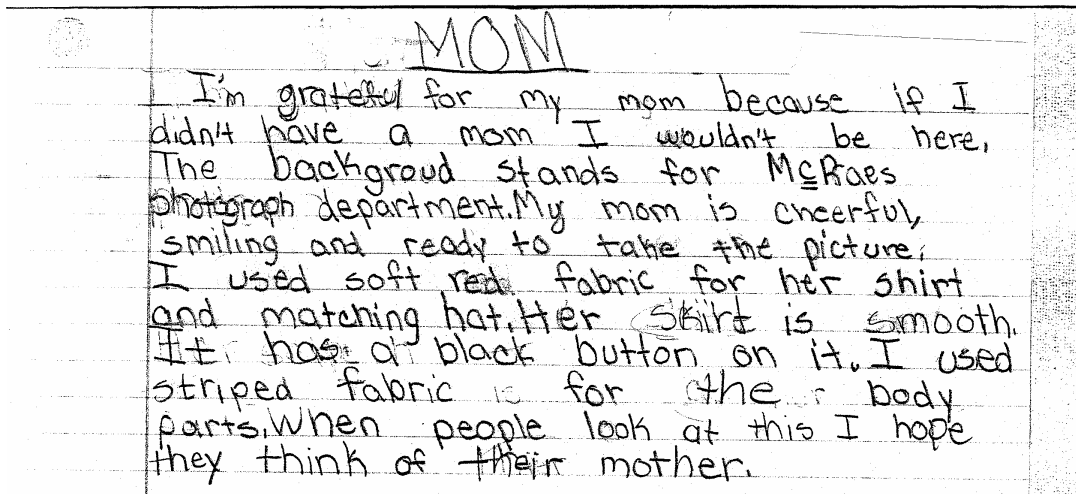 MOM
I'm grateful for my mom because if I
didn't have a mom I wouldn't be here.
The backgroud stands for McRaes
photograph department. My mom is cheerful,
smiling and ready to take the picture.
I used soft red fabric for her shirt
and matching hat. Her skirt is smooth.
It has a black button on it. I used
striped fabric for the body
parts. When people look at this I hope
they think of their mother.